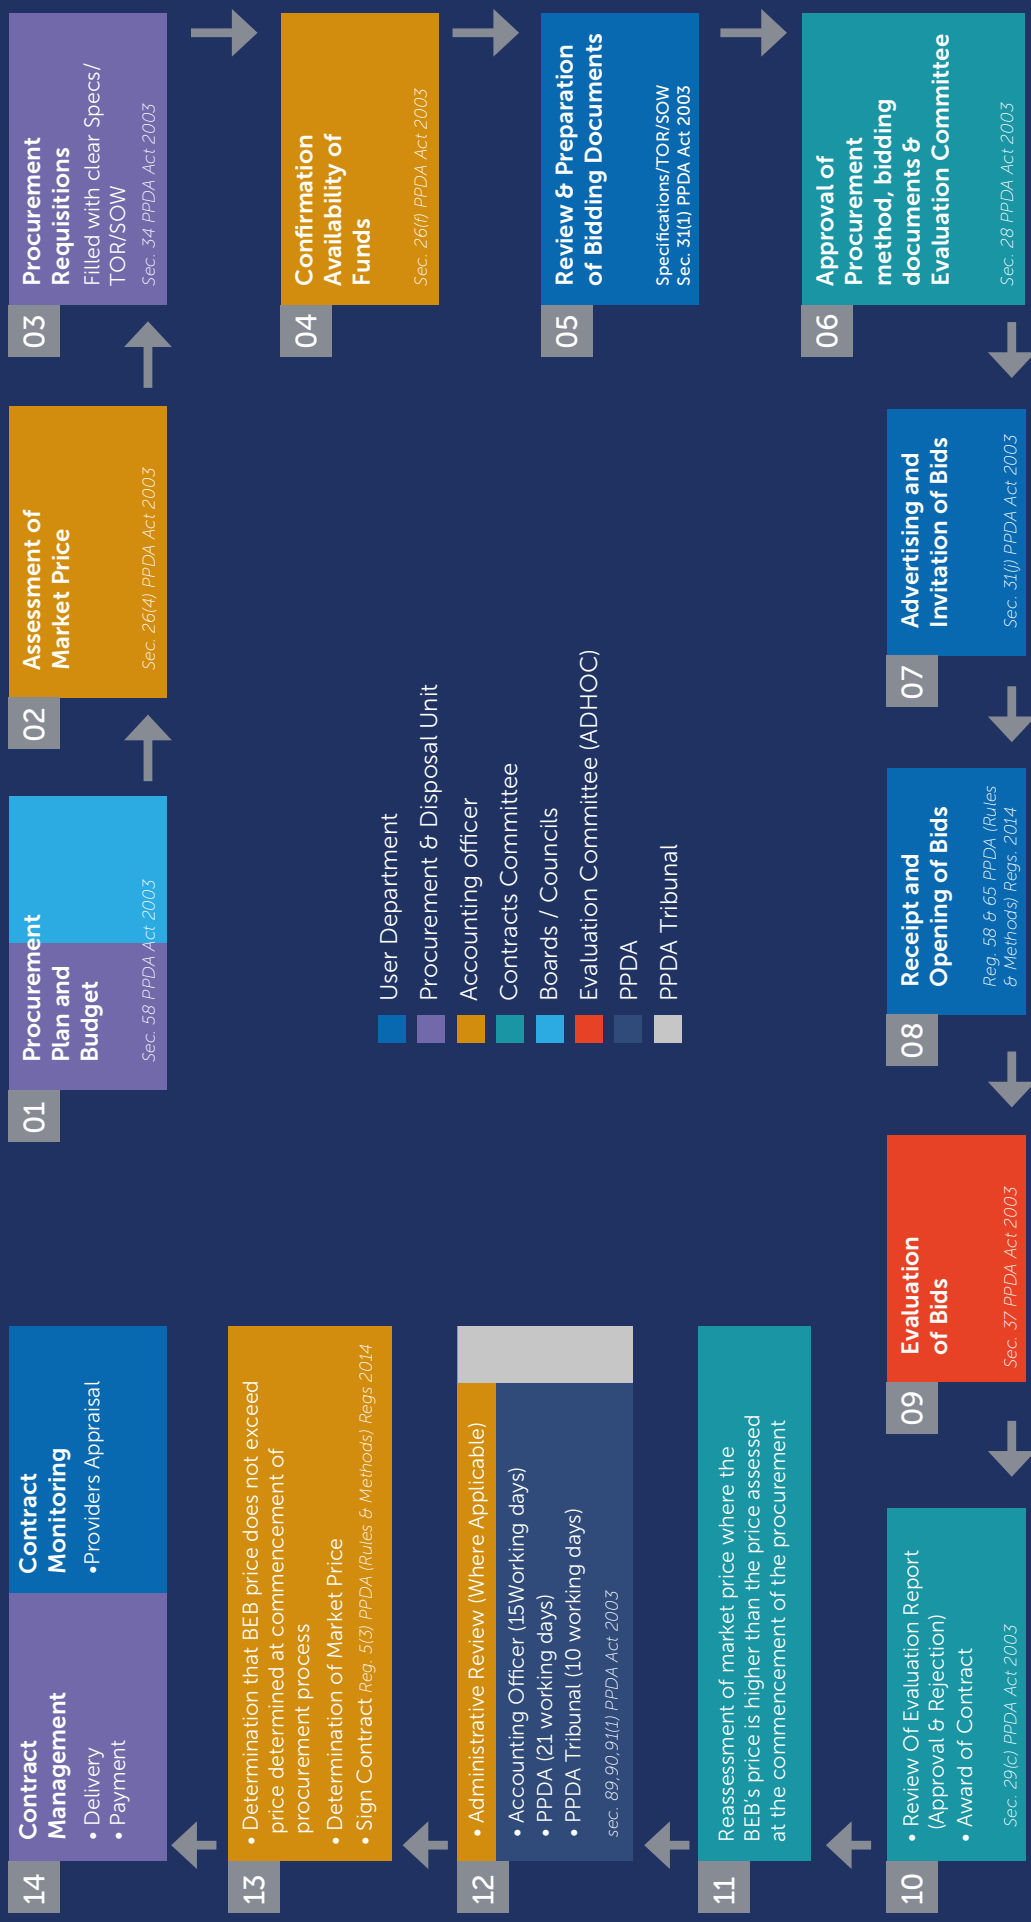 01
Procurement
Plan and
Budget
Sec. 58 PPDA Act 2003
02
Assessment of
Market Price
Sec. 26(4) PPDA Act 2003
03
Procurement
Requisitions
Filled with clear Specs/
TOR/SOW
Sec. 34 PPDA Act 2003
04
Confirmation
Availability of
Funds
Sec. 26(f) PPDA Act 2003
05
Review & Preparation
of Bidding Documents
Specifications/TOR/SOW
Sec. 31(1) PPDA Act 2003
06
Approval of
Procurement
method, bidding
documents &
Evaluation Committee
Sec. 28 PPDA Act 2003
07
Advertising and
Invitation of Bids
Sec. 31(j) PPDA Act 2003
08
Receipt and
Opening of Bids
Reg. 58 & 65 PPDA (Rules
& Methods) Regs. 2014
09
Evaluation
of Bids
Sec. 37 PPDA Act 2003
10
• Review Of Evaluation Report
(Approval & Rejection)
• Award of Contract
Sec. 29(c) PPDA Act 2003
11
Reassessment of market price where the
BEB's price is higher than the price assessed
at the commencement of the procurement
12
• Administrative Review (Where Applicable)
• Accounting Officer (15Working days)
• PPDA (21 working days)
• PPDA Tribunal (10 working days)
sec. 89,90,91(1) PPDA Act 2003
13
• Determination that BEB price does not exceed
price determined at commencement of
procurement process
• Determination of Market Price
• Sign Contract Reg. 5(3) PPDA (Rules & Methods) Regs 2014
14
Contract
Management
• Delivery
• Payment
Contract
Monitoring
•Providers Appraisal
User Department
Procurement & Disposal Unit
Accounting officer
Contracts Committee
Boards / Councils
Evaluation Committee (ADHOC)
PPDA
PPDA Tribunal